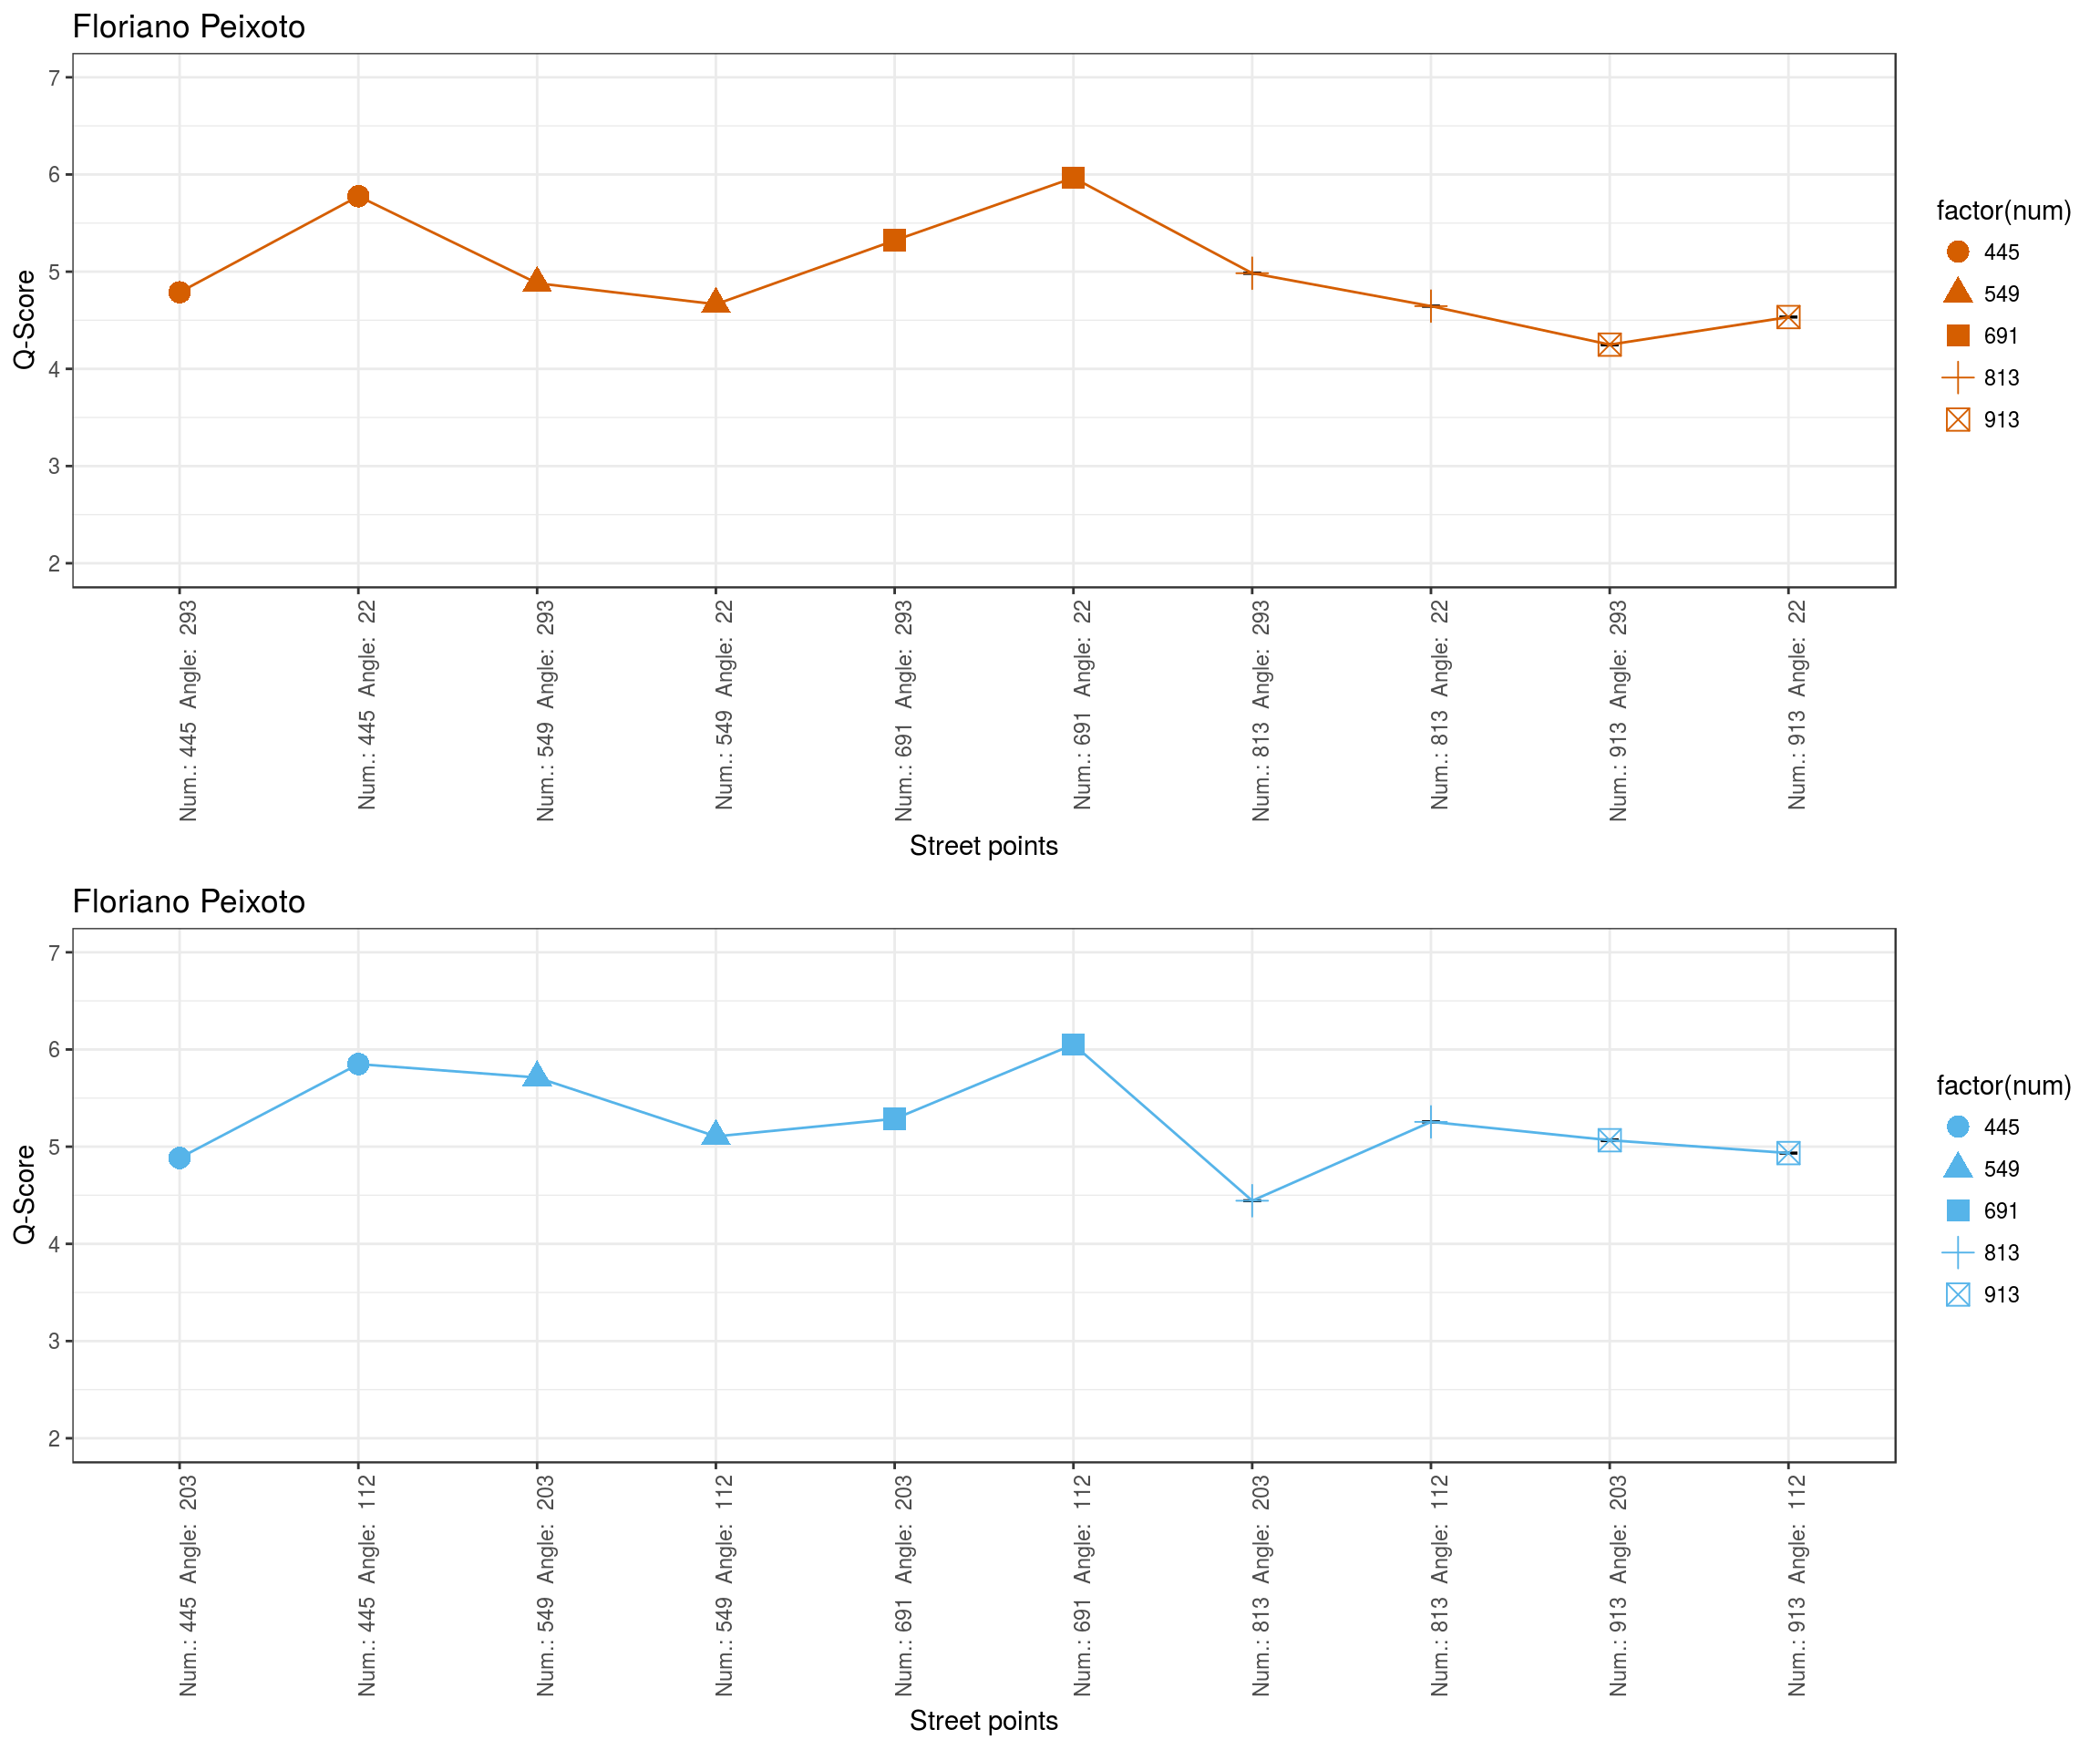 Floriano Peixoto
Q-Score
7
6
5
4
3
2
Num.: 445 Angle: 293
Num.: 445 Angle: 22
Num.: 549 Angle: 293
Num.: 549 Angle: 22
Num.: 691 Angle: 293
Num.: 691 Angle: 22
Num.: 813 Angle: 293
Num.: 813 Angle: 22
Num.: 913 Angle: 293
Num.: 913 Angle: 22
Street points
factor(num)
445
549
691
813
913
Floriano Peixoto
Q-Score
7
6
5
4
3
2
Num.: 445 Angle: 203
Num.: 445 Angle: 112
Num.: 549 Angle: 203
Num.: 549 Angle: 112
Num.: 691 Angle: 203
Num.: 691 Angle: 112
Num.: 813 Angle: 203
Num.: 813 Angle: 112
Num.: 913 Angle: 203
Num.: 913 Angle: 112
Street points
factor(num)
445
549
691
813
913